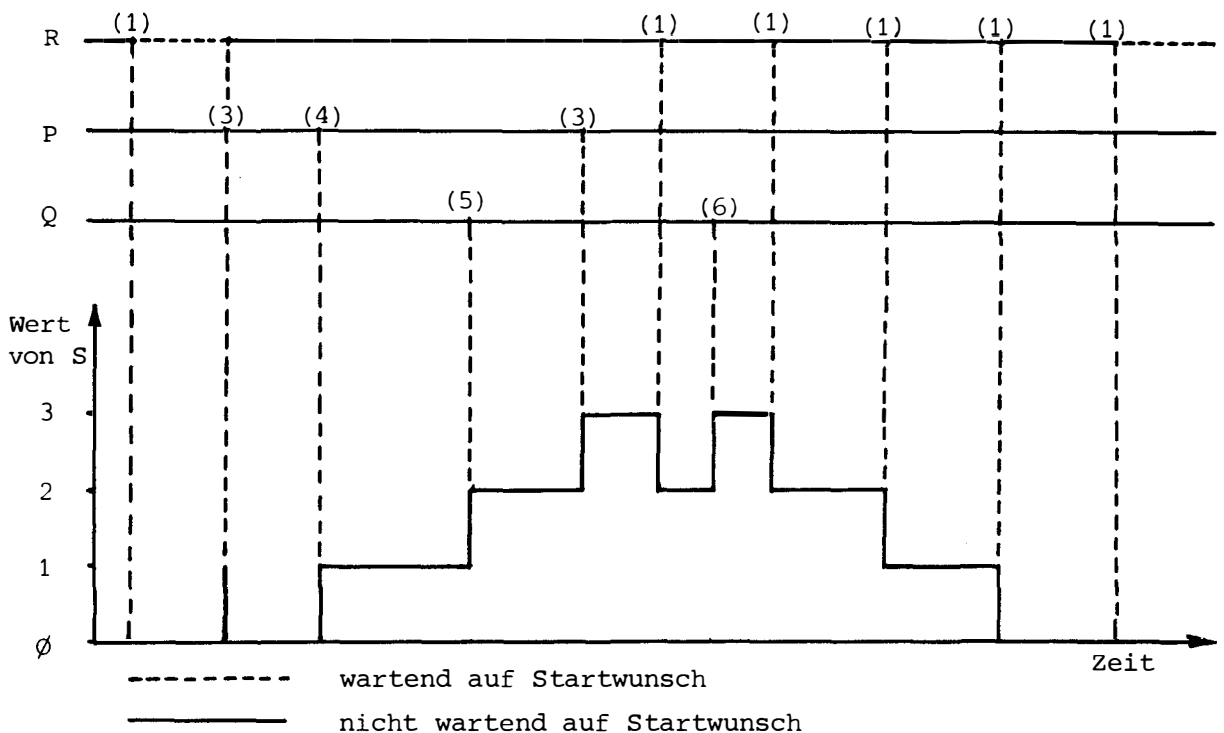 (1) (1) (1) (1) (1) (1)
R
P (3) (4) (3)
Q (5) (6)
Wert
von S
3
2
1
Ø
Zeit
wartend auf Startwunsch
nicht wartend auf Startwunsch